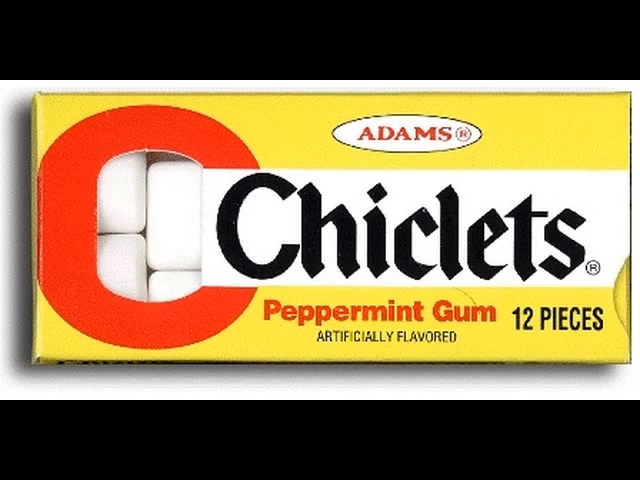 ADAMS®
Chiclets®
Peppermint Gum
12 PIECES
ARTIFICIALLY FLAVORED